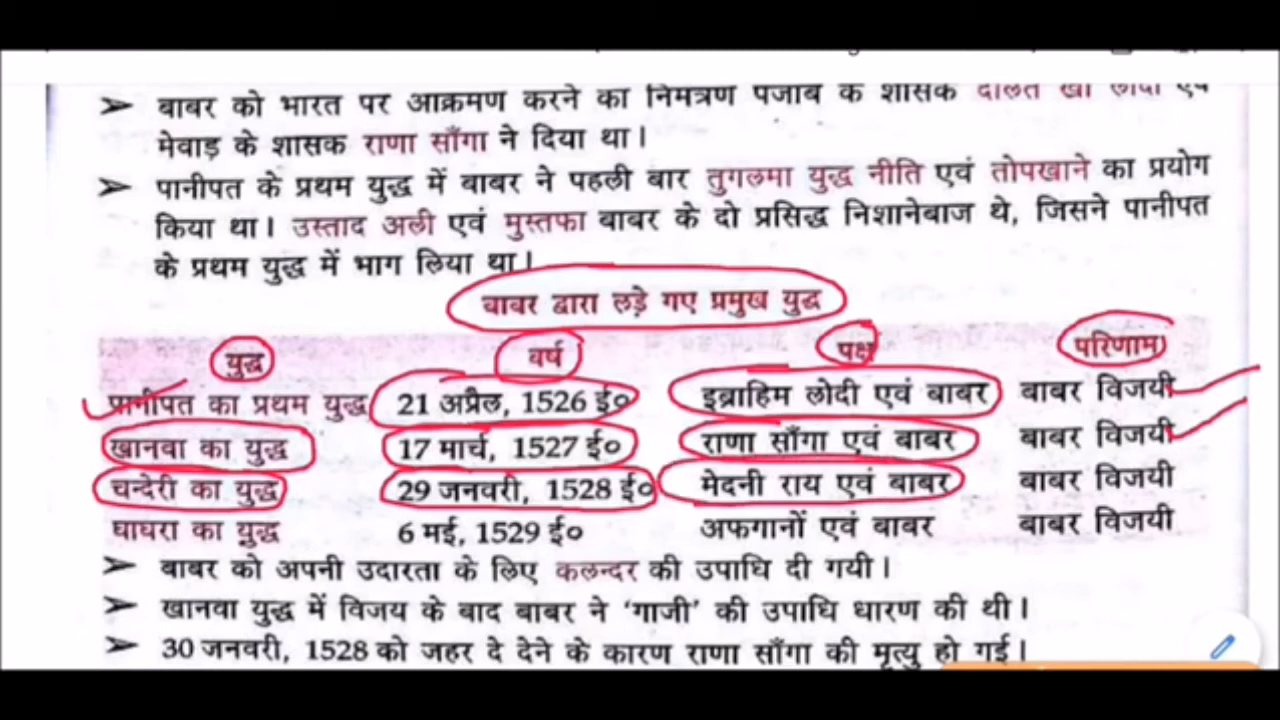 बाबर को भारत पर आक्रमण करने का निमत्रण पजाब के शासक दौलत खाँ लोदी एवं
मेवाड़ के शासक राणा साँगा ने दिया था।
पानीपत के प्रथम युद्ध में बाबर ने पहली बार तुगलमा युद्ध नीति एवं तोपखाने का प्रयोग
किया था। उस्ताद अली एवं मुस्तफा बाबर के दो प्रसिद्ध निशानेबाज थे, जिसने पानीपत
के प्रथम युद्ध में भाग लिया था।
बाबर द्वारा लड़े गए प्रमुख युद्ध
युद्ध वर्ष पक्ष परिणाम
पानीपत का प्रथम युद्ध 21 अप्रैल, 1526 ई० इब्राहिम लोदी एवं बाबर बाबर विजयी
खानवा का युद्ध 17 मार्च, 1527 ई० राणा साँगा एवं बाबर बाबर विजयी
चन्देरी का युद्ध 29 जनवरी, 1528 ई० मेदनी राय एवं बाबर बाबर विजयी
घाघरा का युद्ध 6 मई, 1529 ई० अफगानों एवं बाबर बाबर विजयी
बाबर को अपनी उदारता के लिए कलन्दर की उपाधि दी गयी।
खानवा युद्ध में विजय के बाद बाबर ने ‘गाजी’ की उपाधि धारण की थी।
30 जनवरी, 1528 को जहर दे देने के कारण राणा साँगा की मृत्यु हो गई।